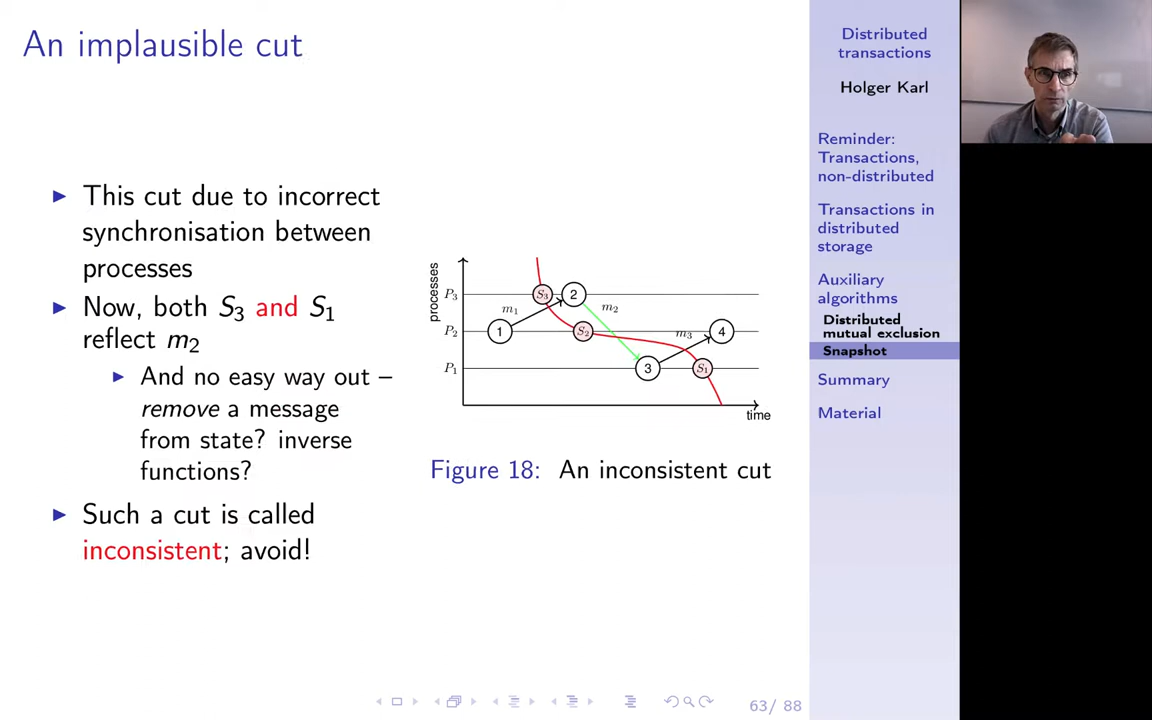 An implausible cut
▶ This cut due to incorrect
synchronisation between
processes
▶ Now, both S3 and S1
reflect m2
▶ And no easy way out –
remove a message
from state? inverse
functions?
▶ Such a cut is called
inconsistent; avoid!
processes
P3
P2
P1
S3
2
m1
m2
1
S2
m3
4
3
S1
time
Figure 18: An inconsistent cut
63/ 88
Distributed
transactions
Holger Karl
Reminder:
Transactions,
non-distributed
Transactions in
distributed
storage
Auxiliary
algorithms
Distributed
mutual exclusion
Snapshot
Summary
Material